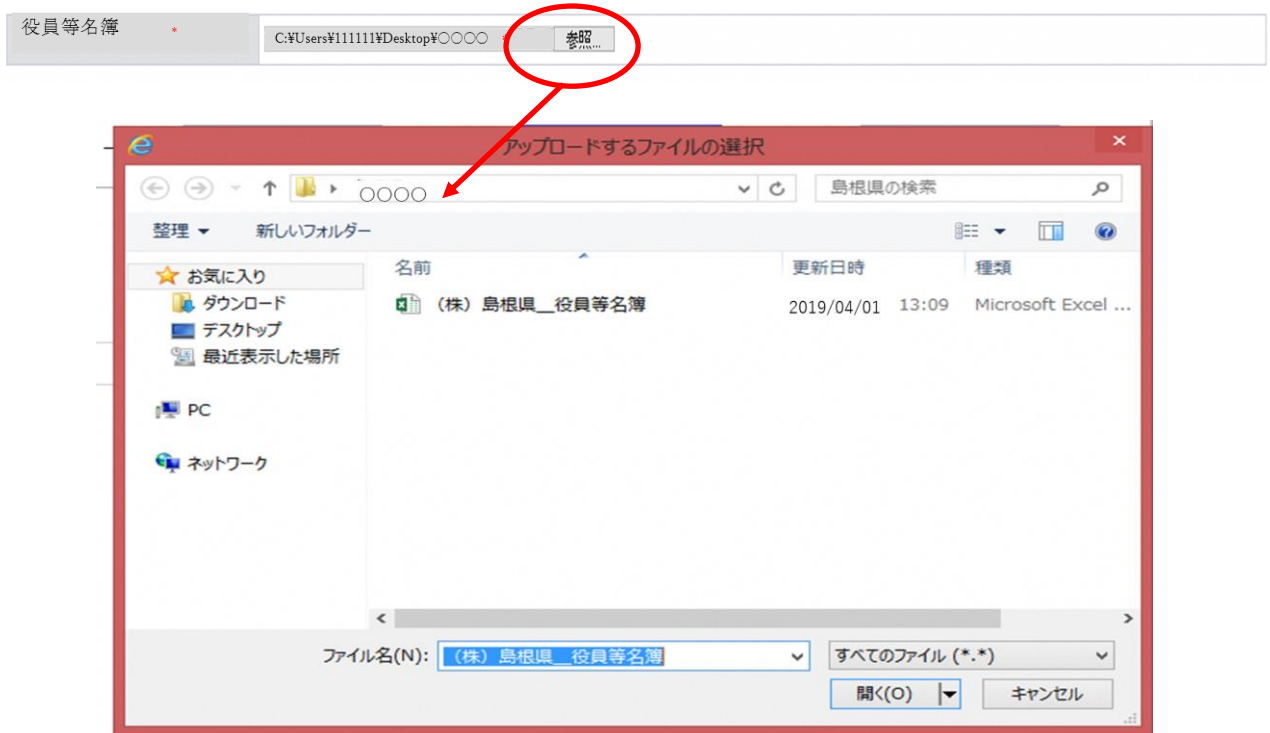 役員等名簿 *
C:¥Users¥111111¥Desktop¥○○○○ 参照...
アップロードするファイルの選択
○○○○ 島根県の検索
整理 新しいフォルダー
お気に入り 名前 更新日時 種類
ダウンロード （株）島根県__役員等名簿 2019/04/01 13:09 Microsoft Excel ...
デスクトップ
最近表示した場所
PC
ネットワーク
ファイル名(N): （株）島根県__役員等名簿 すべてのファイル (*.*)
開く(O) キャンセル